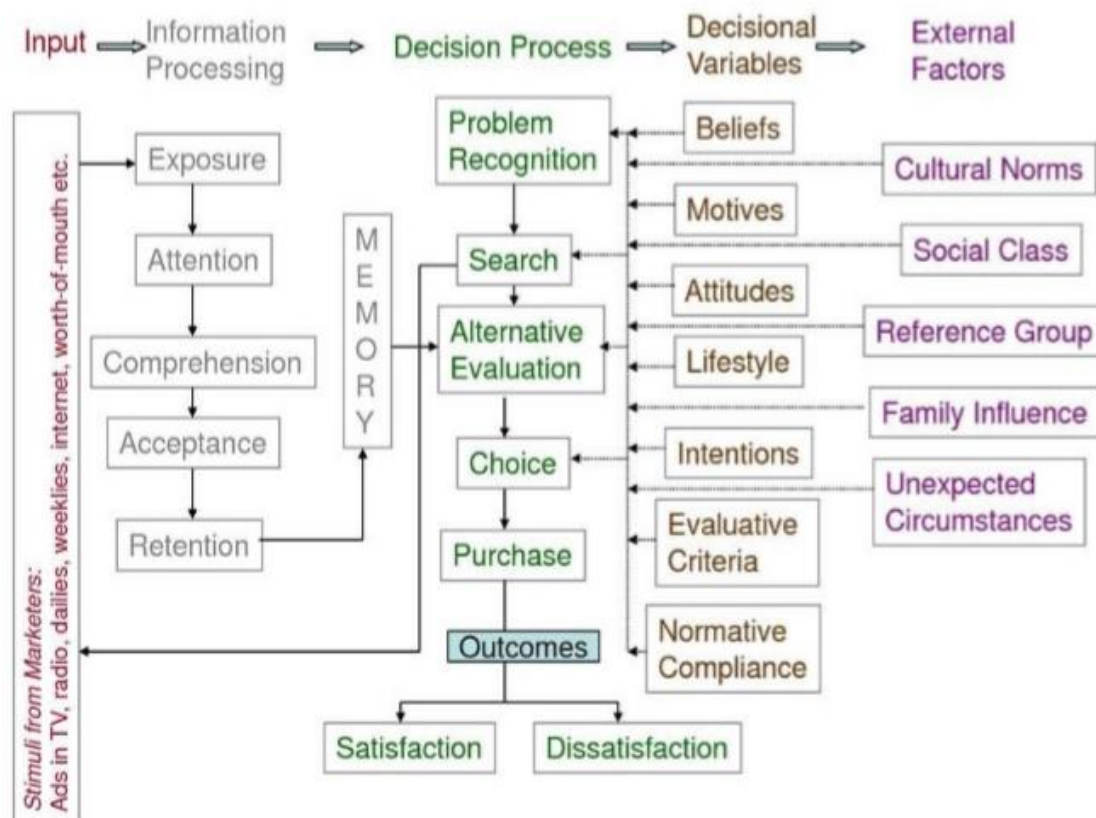 Input
Information
Processing
Decision Process
Decisional
Variables
External
Factors
Stimuli from Marketers:
Ads in TV, radio, dailies, weeklies, internet, worth-of-mouth etc.
Exposure
Attention
Comprehension
Acceptance
Retention
MEMORY
Problem
Recognition
Search
Alternative
Evaluation
Choice
Purchase
Outcomes
Satisfaction
Dissatisfaction
Beliefs
Motives
Attitudes
Lifestyle
Intentions
Evaluative
Criteria
Normative
Compliance
Cultural Norms
Social Class
Reference Group
Family Influence
Unexpected
Circumstances